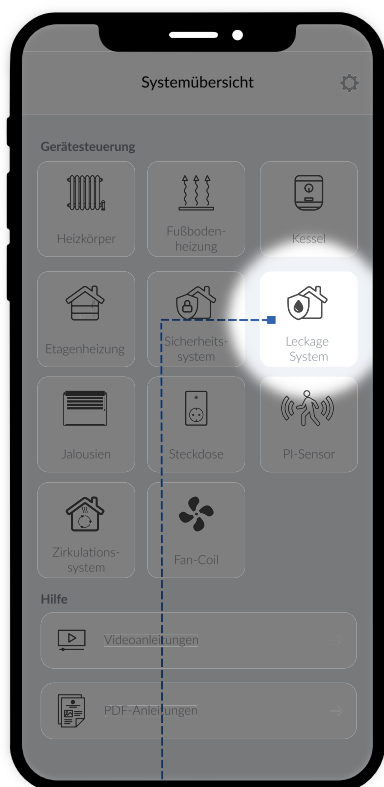 Systemübersicht
Gerätesteuerung
Heizkörper
Fußboden-
heizung
Kessel
Etagenheizung
Sicherheits-
system
Leckage
System
Jalousien
Steckdose
PI-Sensor
Zirkulations-
system
Fan-Coil
Hilfe
Videoanleitungen
PDF-Anleitungen